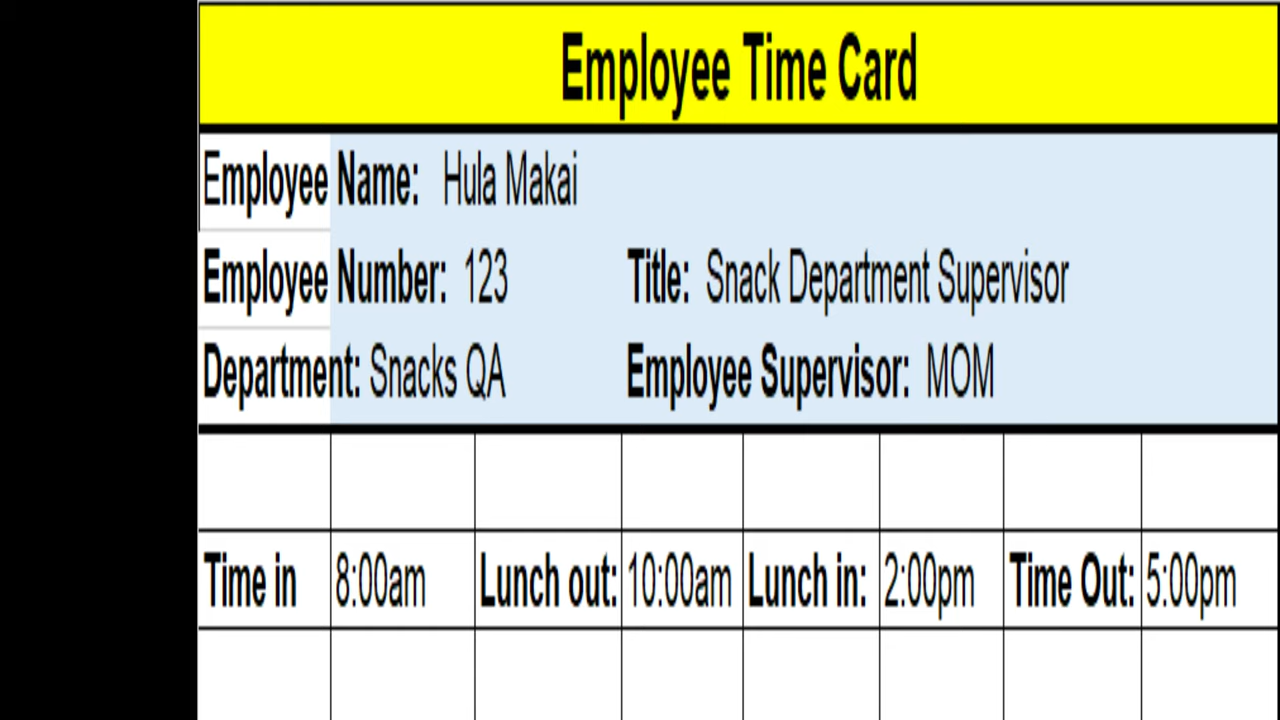 Employee Time Card
Employee Name: Hula Makai
Employee Number: 123 Title: Snack Department Supervisor
Department: Snacks QA Employee Supervisor: MOM
Time in 8:00am Lunch out: 10:00am Lunch in: 2:00pm Time Out: 5:00pm